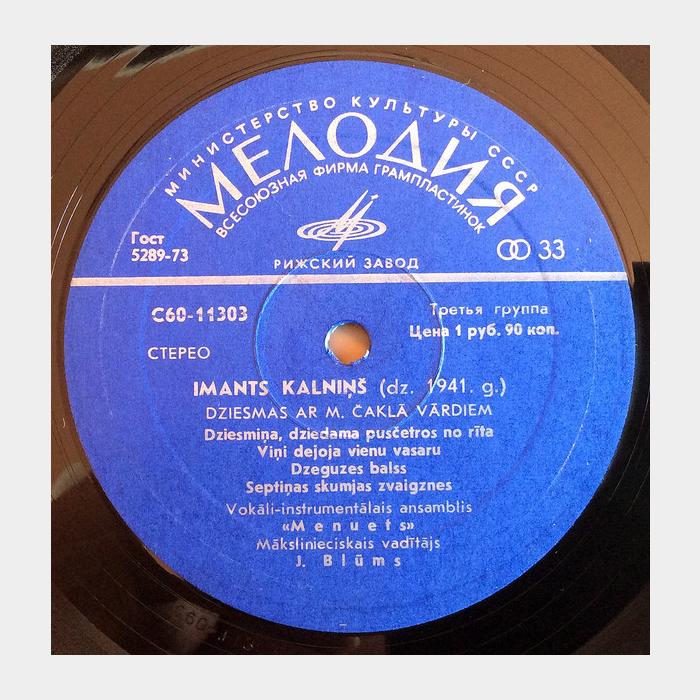 МИНИСТЕРСТВО КУЛЬТУРЫ СССР
МЕЛОДИЯ
ВСЕСОЮЗНАЯ ФИРМА ГРАМПЛАСТИНОК
Гост
5289-73
33
РИЖСКИЙ ЗАВОД
С60-11303
Третья группа
Цена 1 руб. 90 коп.
СТЕРЕО
IMANTS KALNIŅŠ (dz. 1941. g.)
DZIESMAS AR M. ČAKLĀ VĀRDIEM
Dziesmiņa, dziedama pusčetros no rīta
Viņi dejoja vienu vasaru
Dzeguzes balss
Septiņas skumjas zvaigznes
Vokāli-instrumentālais ansamblis
«Menuets»
Mākslinieciskais vadītājs
J. Blūms